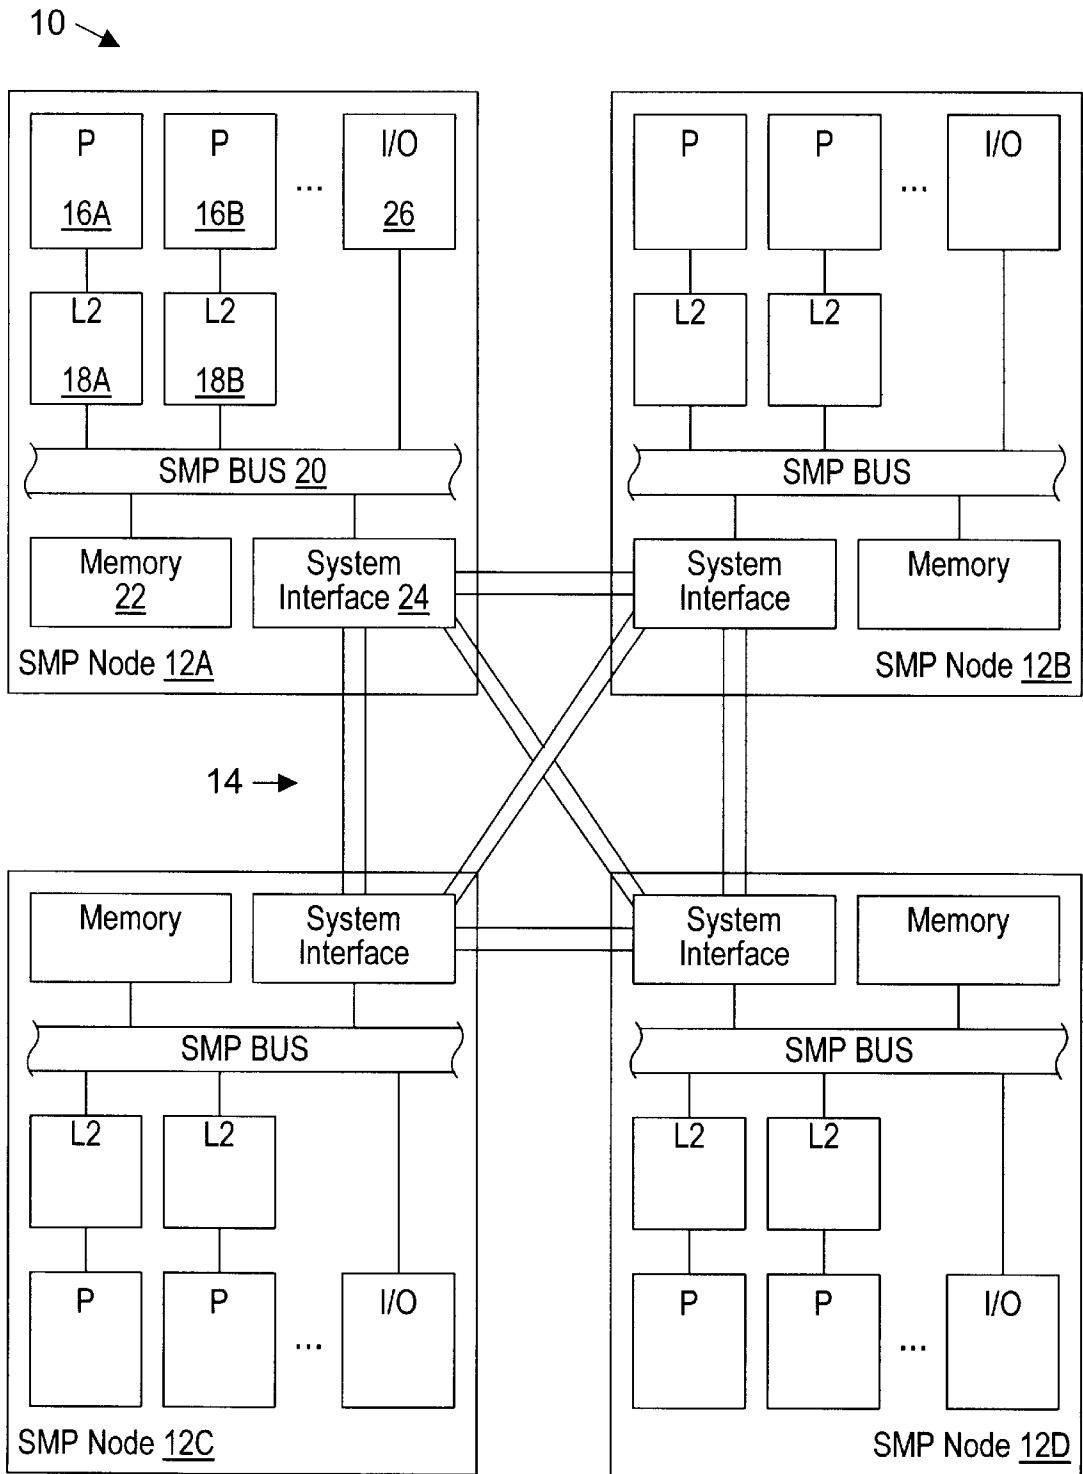 10
P
16A
P
16B
...
I/O
26
L2
18A
L2
18B
SMP BUS 20
Memory
22
System
Interface 24
SMP Node 12A
P
P
...
I/O
L2
L2
SMP BUS
System
Interface
Memory
SMP Node 12B
14
Memory
System
Interface
SMP BUS
L2
L2
P
P
...
I/O
SMP Node 12C
System
Interface
Memory
SMP BUS
L2
L2
P
P
...
I/O
SMP Node 12D